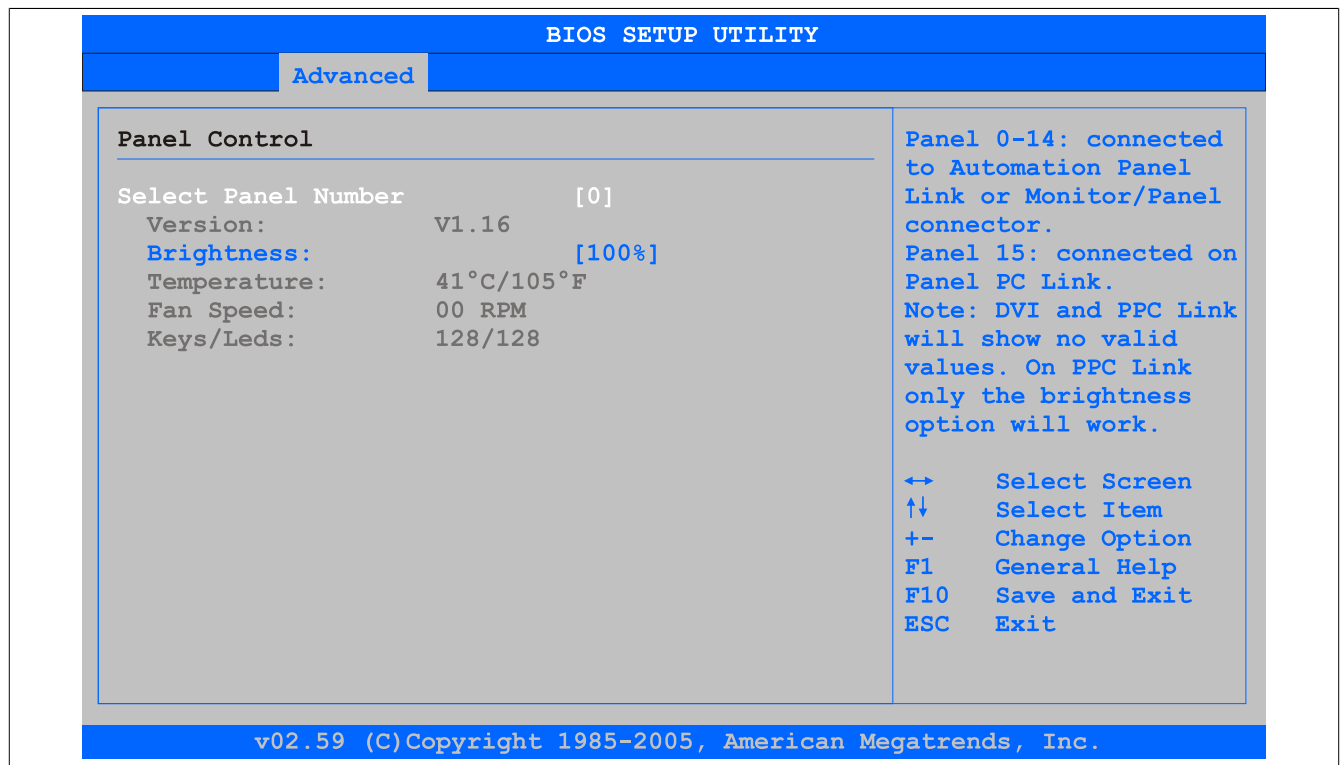 BIOS SETUP UTILITY
Advanced
Panel Control
Select Panel Number [0]
Version: V1.16
Brightness: [100%]
Temperature: 41°C/105°F
Fan Speed: 00 RPM
Keys/Leds: 128/128
Panel 0-14: connected
to Automation Panel
Link or Monitor/Panel
connector.
Panel 15: connected on
Panel PC Link.
Note: DVI and PPC Link
will show no valid
values. On PPC Link
only the brightness
option will work.
↔ Select Screen
↑↓ Select Item
+- Change Option
F1 General Help
F10 Save and Exit
ESC Exit
v02.59 (C)Copyright 1985-2005, American Megatrends, Inc.